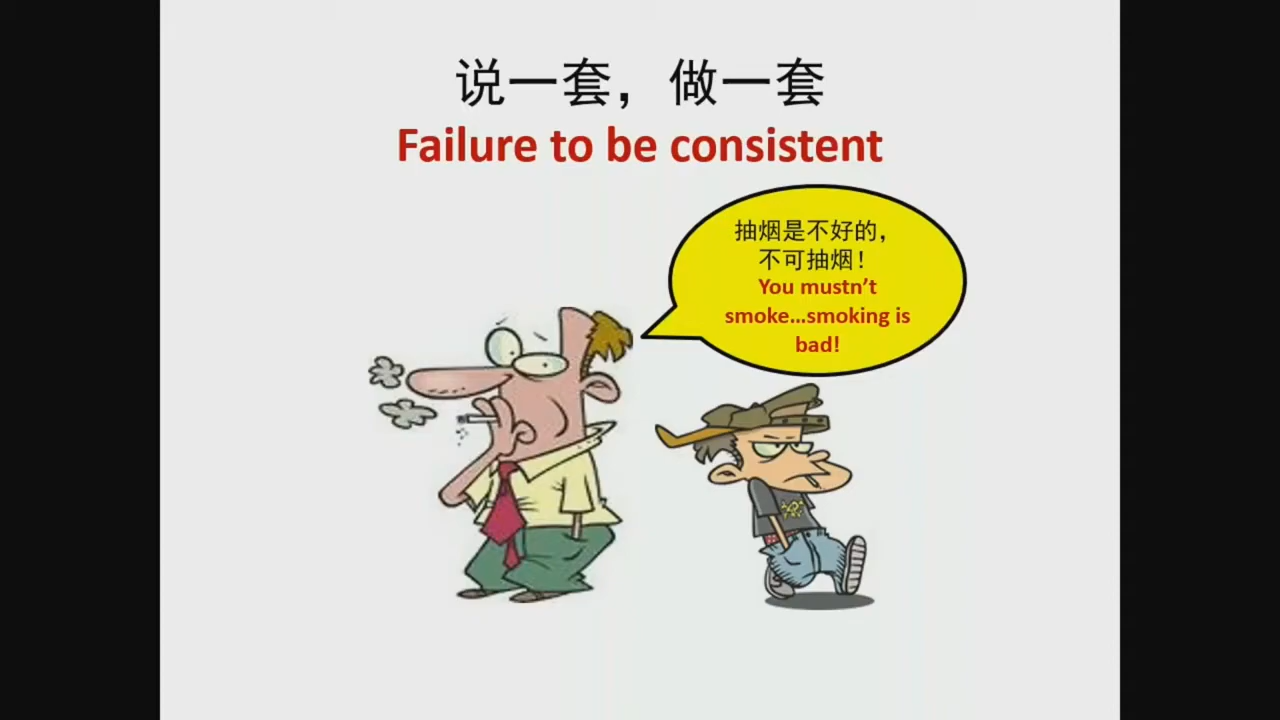 说一套，做一套
Failure to be consistent
抽烟是不好的，
不可抽烟！
You mustn’t
smoke...smoking is
bad!